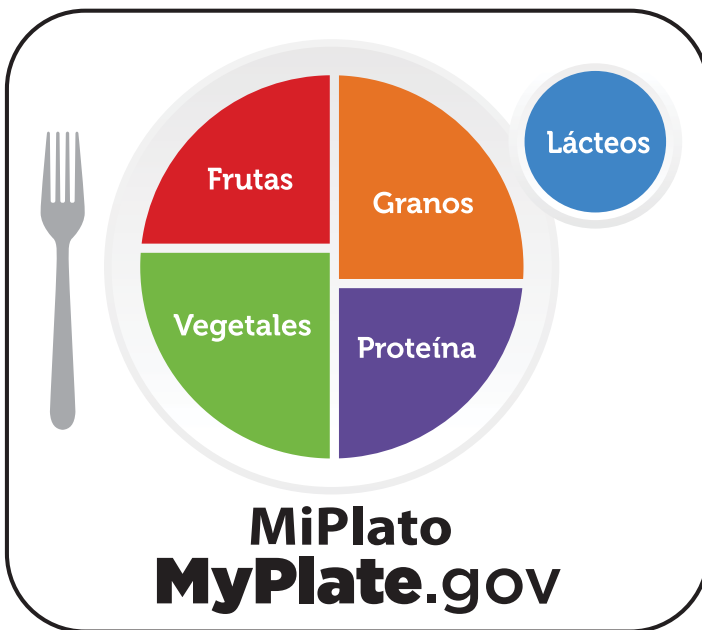 Frutas
Granos
Lácteos
Vegetales
Proteína
MiPlato
MyPlate.gov